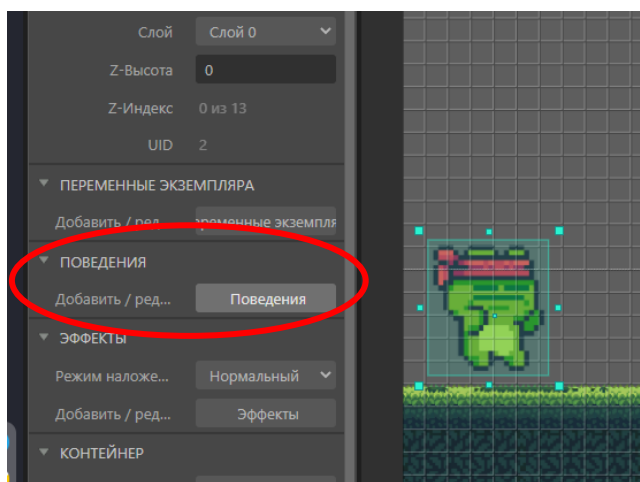 Слой Слой 0
Z-Высота 0
Z-Индекс 0 из 13
UID 2
ПЕРЕМЕННЫЕ ЭКЗЕМПЛЯРА
Добавить / ред... еременные экземпля
ПОВЕДЕНИЯ
Добавить / ред... Поведения
ЭФФЕКТЫ
Режим наложе... Нормальный
Добавить / ред... Эффекты
КОНТЕЙНЕР